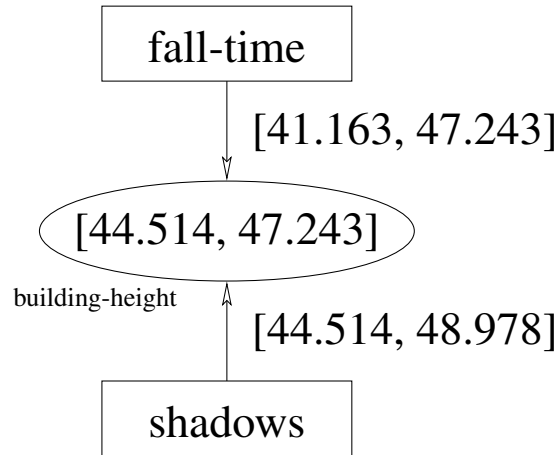 fall-time
[41.163, 47.243]
[44.514, 47.243]
building-height
[44.514, 48.978]
shadows